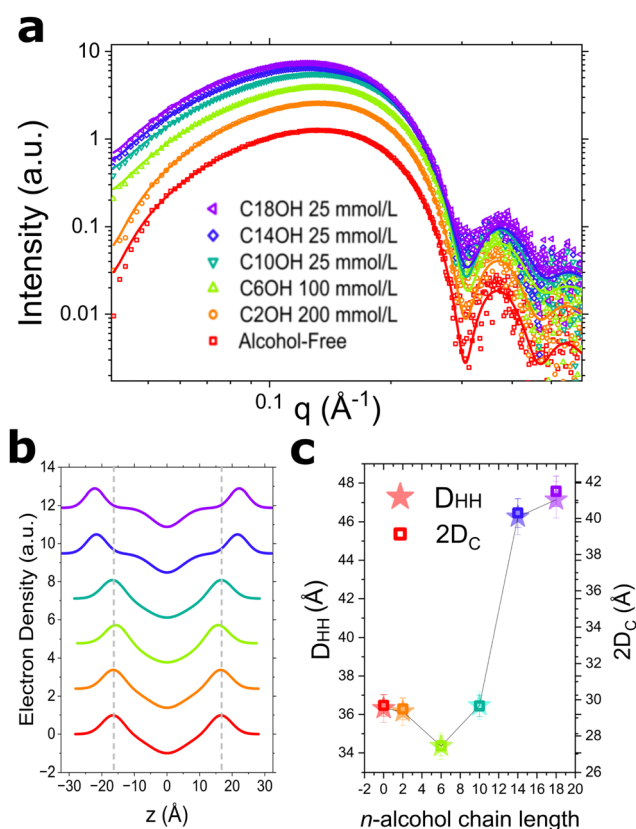 a
10
1
0.1
0.01
Intensity (a.u.)
C18OH 25 mmol/L
C14OH 25 mmol/L
C10OH 25 mmol/L
C6OH 100 mmol/L
C2OH 200 mmol/L
Alcohol-Free
0.1
q (Å⁻¹)
b
14
12
10
8
6
4
2
0
−2
Electron Density (a.u.)
−30 −20 −10 0 10 20 30
z (Å)
c
48
46
44
42
40
38
36
34
DHH (Å)
DHH
2DC
42
40
38
36
34
32
30
28
26
2DC (Å)
0 2 4 6 8 10 12 14 16 18 20
n-alcohol chain length